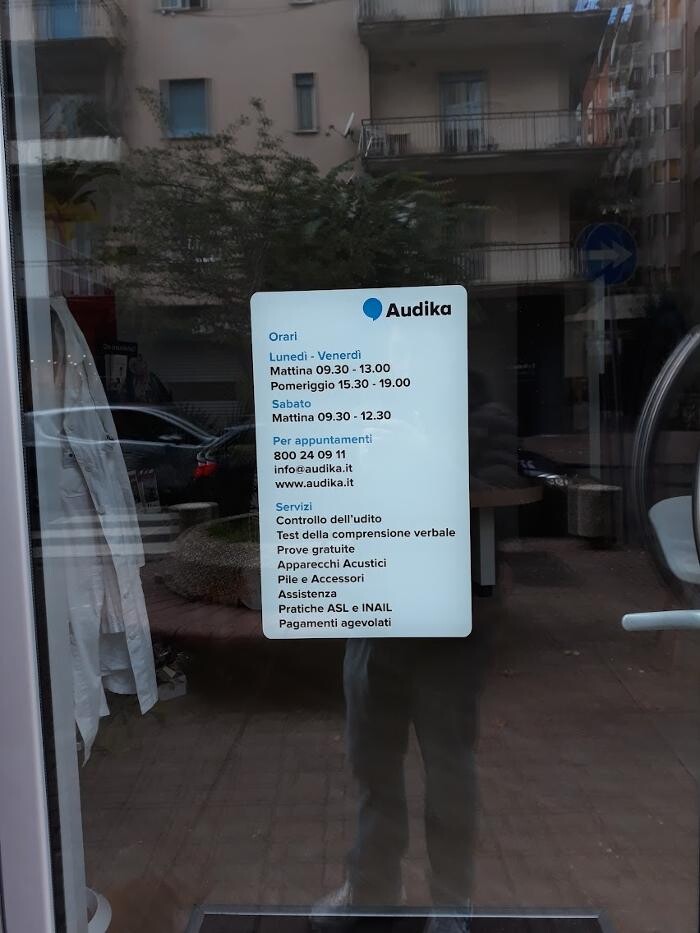 Audika
Orari
Lunedì - Venerdì
Mattina 09.30 - 13.00
Pomeriggio 15.30 - 19.00
Sabato
Mattina 09.30 - 12.30
Per appuntamenti
800 24 09 11
info@audika.it
www.audika.it
Servizi
Controllo dell'udito
Test della comprensione verbale
Prove gratuite
Apparecchi Acustici
Pile e Accessori
Assistenza
Pratiche ASL e INAIL
Pagamenti agevolati